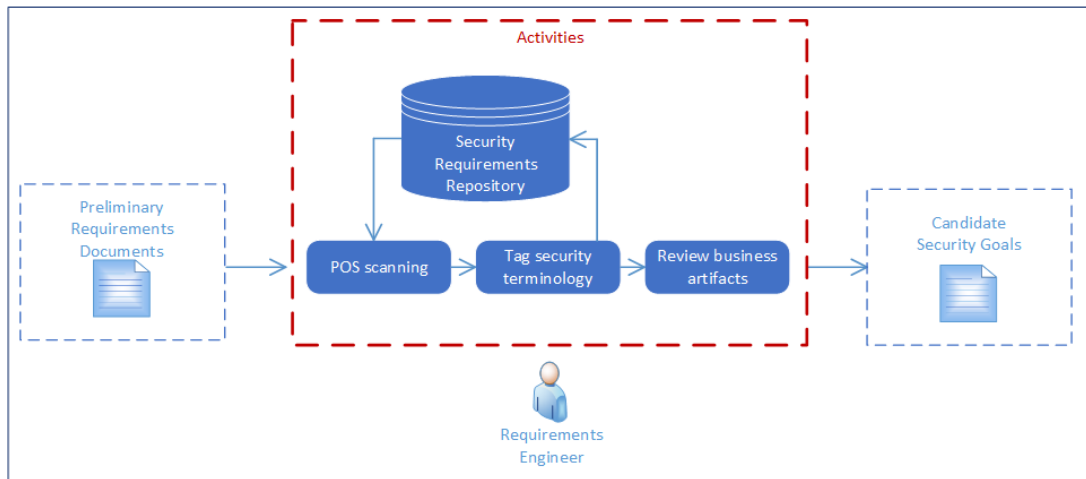 Activities
Security
Requirements
Repository
Preliminary
Requirements
Documents
POS scanning
Tag security
terminology
Review business
artifacts
Candidate
Security Goals
Requirements
Engineer